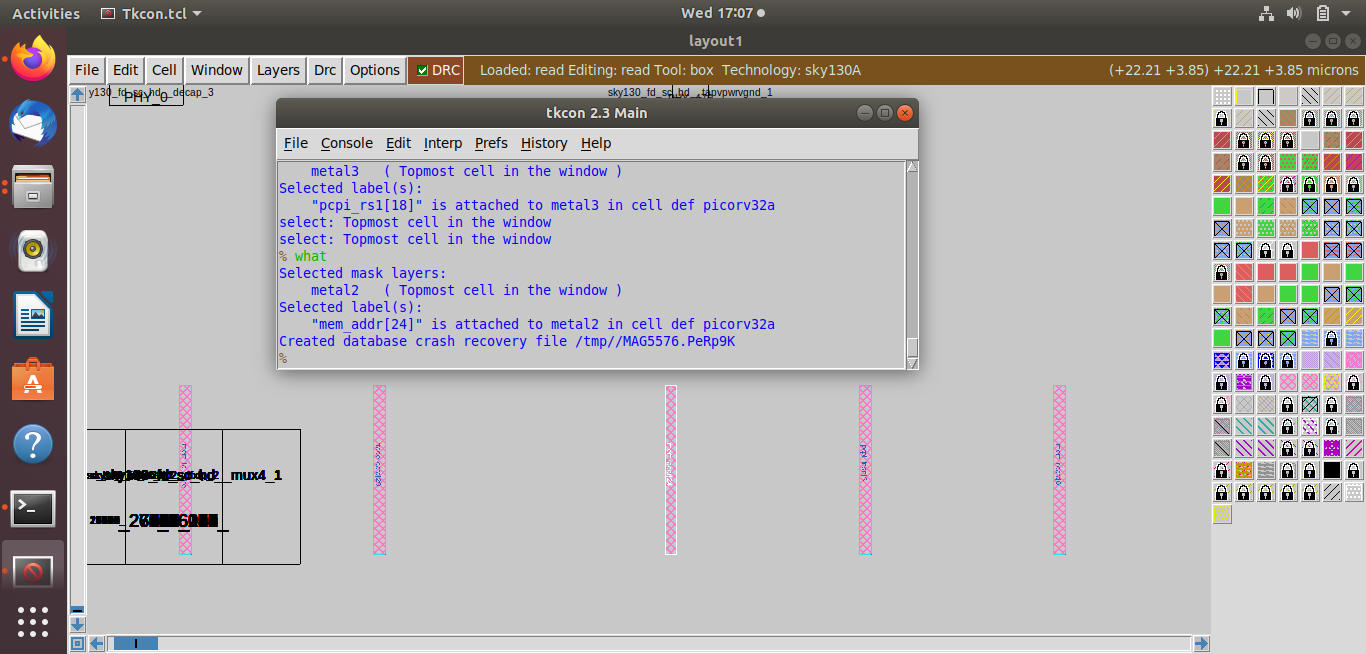 Activities
Tkcon.tcl
Wed 17:07
layout1
File Edit Cell Window Layers Drc Options DRC Loaded: read Editing: read Tool: box Technology: sky130A (+22.21 +3.85) +22.21 +3.85 microns
y130_fd_sc_hd__decap_3
PHY_0
tkcon 2.3 Main
File Console Edit Interp Prefs History Help
metal3 ( Topmost cell in the window )
Selected label(s):
"pcpi_rs1[18]" is attached to metal3 in cell def picorv32a
select: Topmost cell in the window
select: Topmost cell in the window
% what
Selected mask layers:
metal2 ( Topmost cell in the window )
Selected label(s):
"mem_addr[24]" is attached to metal2 in cell def picorv32a
Created database crash recovery file /tmp//MAG5576.PeRp9K
%
mux4_1